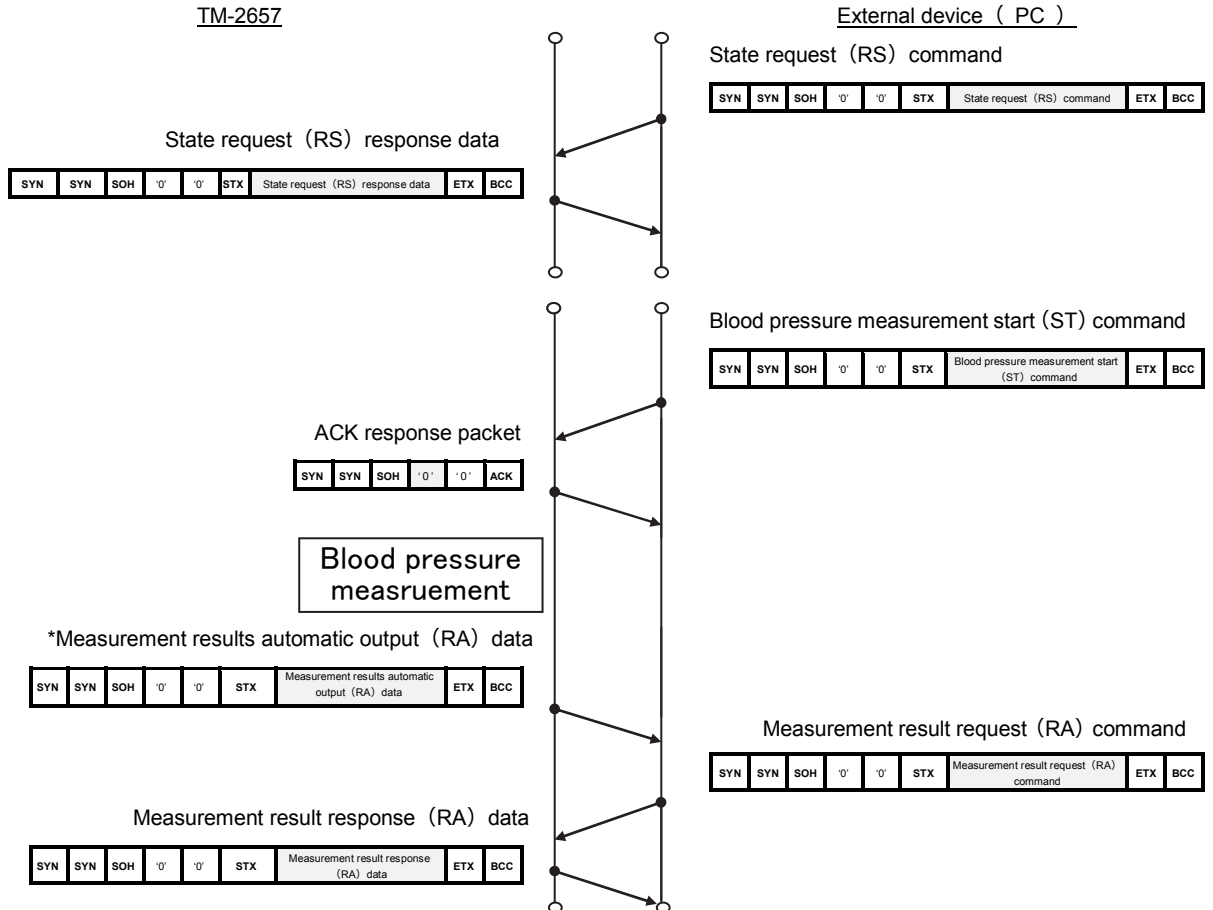 TM-2657
External device（ PC ）
State request（RS）command
SYN SYN SOH ‘0’ ‘0’ STX State request（RS）command ETX BCC
State request（RS）response data
SYN SYN SOH ‘0’ ‘0’ STX State request（RS）response data ETX BCC
Blood pressure measurement start（ST）command
SYN SYN SOH ‘0’ ‘0’ STX Blood pressure measurement start
（ST）command ETX BCC
ACK response packet
SYN SYN SOH ‘0’ ‘0’ ACK
Blood pressure
measruement
*Measurement results automatic output（RA）data
SYN SYN SOH ‘0’ ‘0’ STX Measurement results automatic
output（RA）data ETX BCC
Measurement result request（RA）command
SYN SYN SOH ‘0’ ‘0’ STX Measurement result request（RA）
command ETX BCC
Measurement result response（RA）data
SYN SYN SOH ‘0’ ‘0’ STX Measurement result response
（RA）data ETX BCC